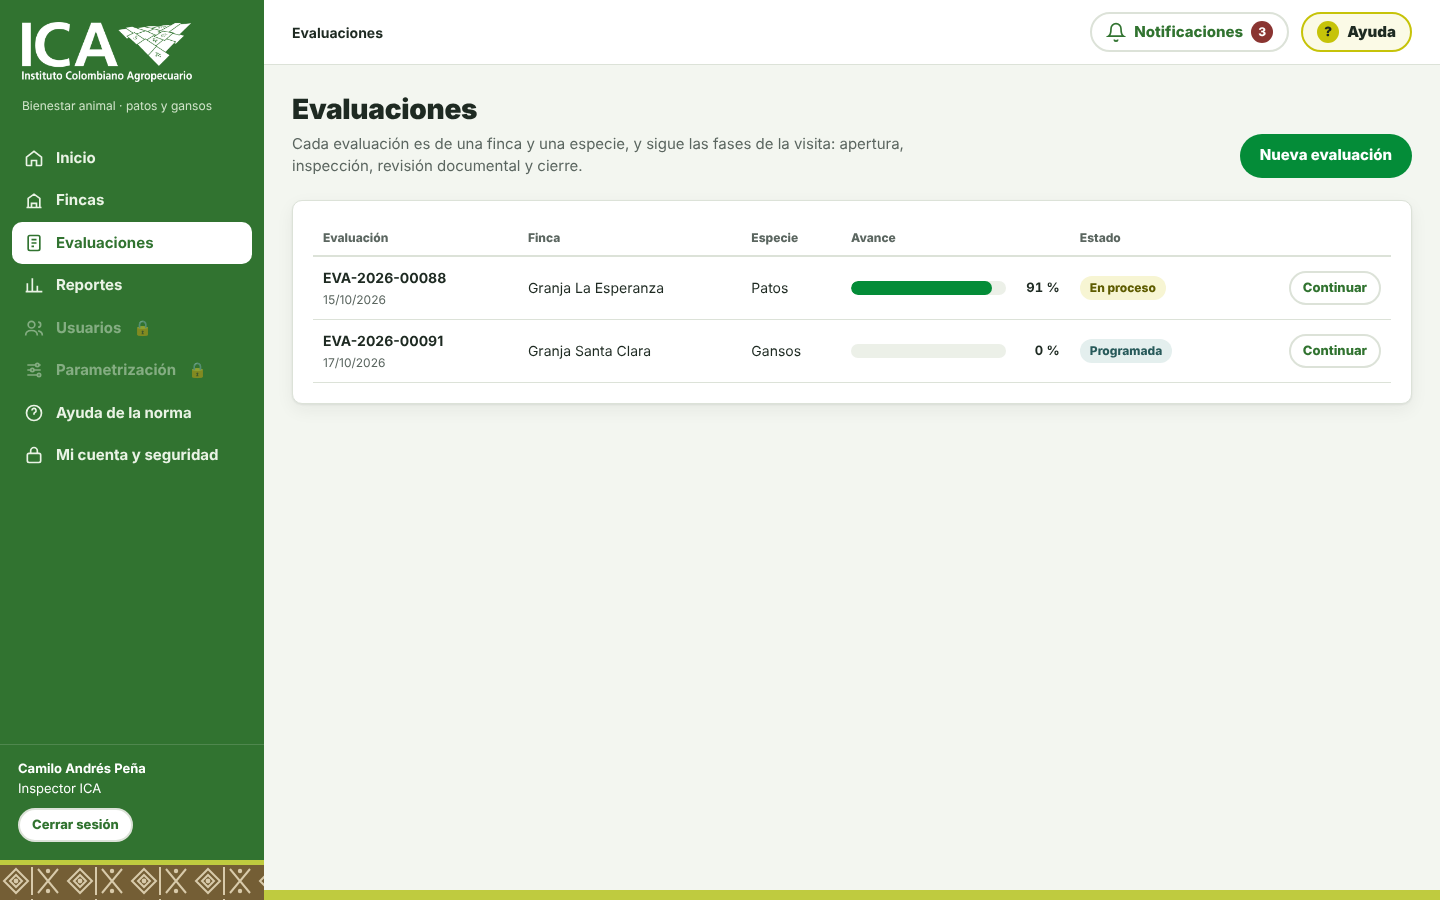 ICA
Instituto Colombiano Agropecuario
Bienestar animal · patos y gansos
Inicio
Fincas
Evaluaciones
Reportes
Usuarios
Parametrización
Ayuda de la norma
Mi cuenta y seguridad
Camilo Andrés Peña
Inspector ICA
Cerrar sesión
Evaluaciones
Notificaciones 3
? Ayuda
Evaluaciones
Cada evaluación es de una finca y una especie, y sigue las fases de la visita: apertura,
inspección, revisión documental y cierre.
Nueva evaluación
Evaluación Finca Especie Avance Estado
EVA-2026-00088
15/10/2026
Granja La Esperanza Patos 91 % En proceso Continuar
EVA-2026-00091
17/10/2026
Granja Santa Clara Gansos 0 % Programada Continuar